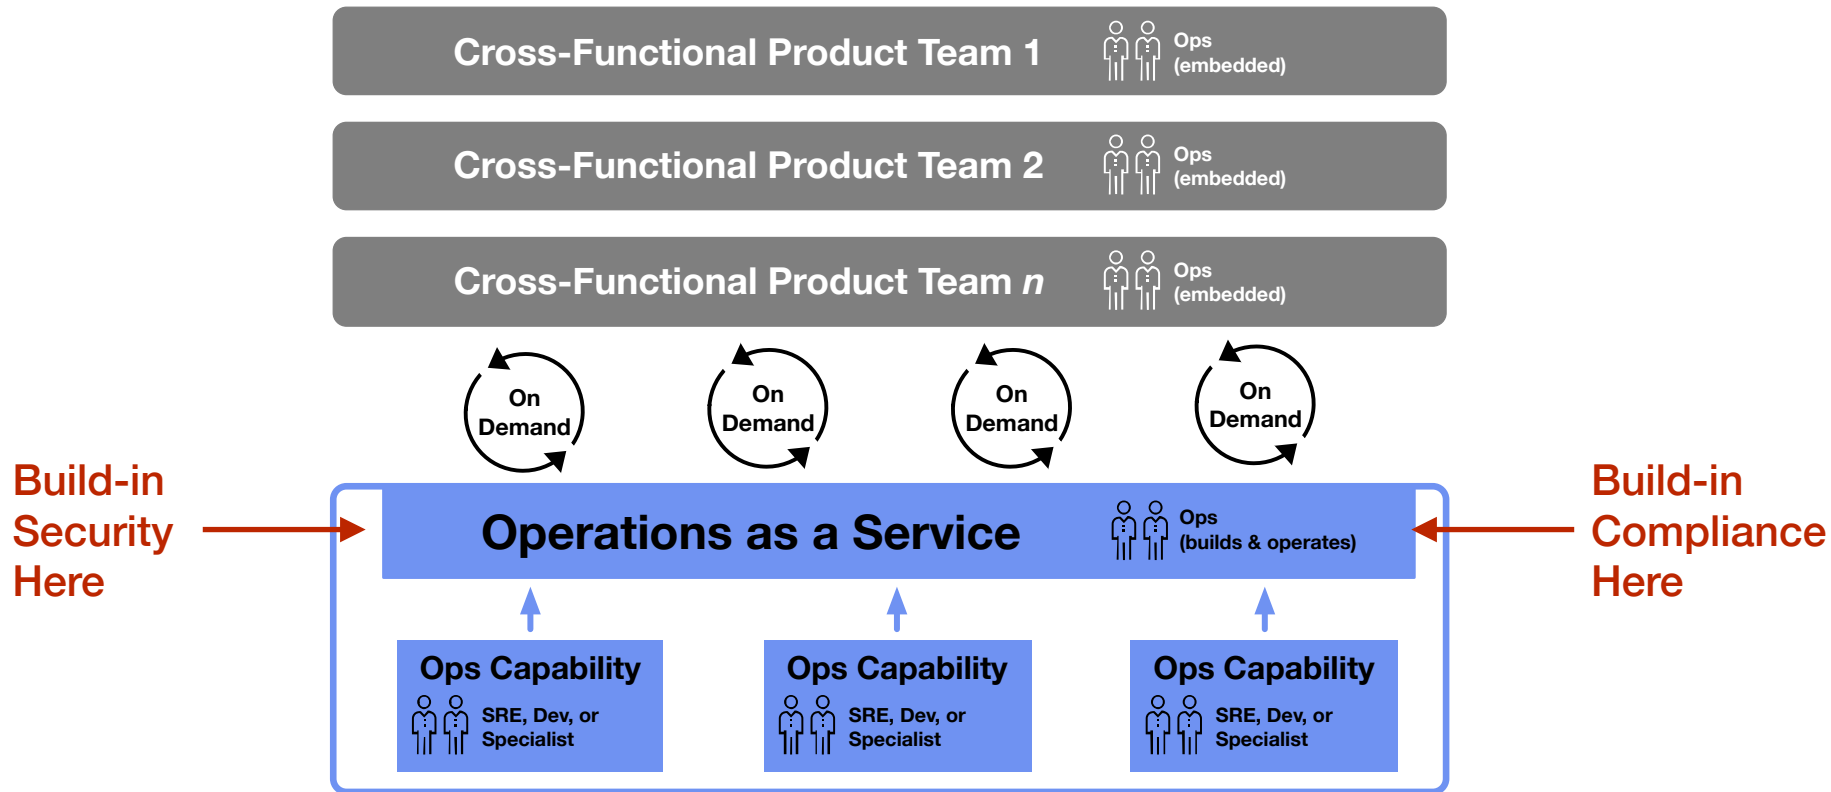 Cross-Functional Product Team 1
Ops
(embedded)
Cross-Functional Product Team 2
Ops
(embedded)
Cross-Functional Product Team n
Ops
(embedded)
On
Demand
On
Demand
On
Demand
On
Demand
Build-in
Security
Here
Operations as a Service
Ops
(builds & operates)
Build-in
Compliance
Here
Ops Capability
SRE, Dev, or
Specialist
Ops Capability
SRE, Dev, or
Specialist
Ops Capability
SRE, Dev, or
Specialist